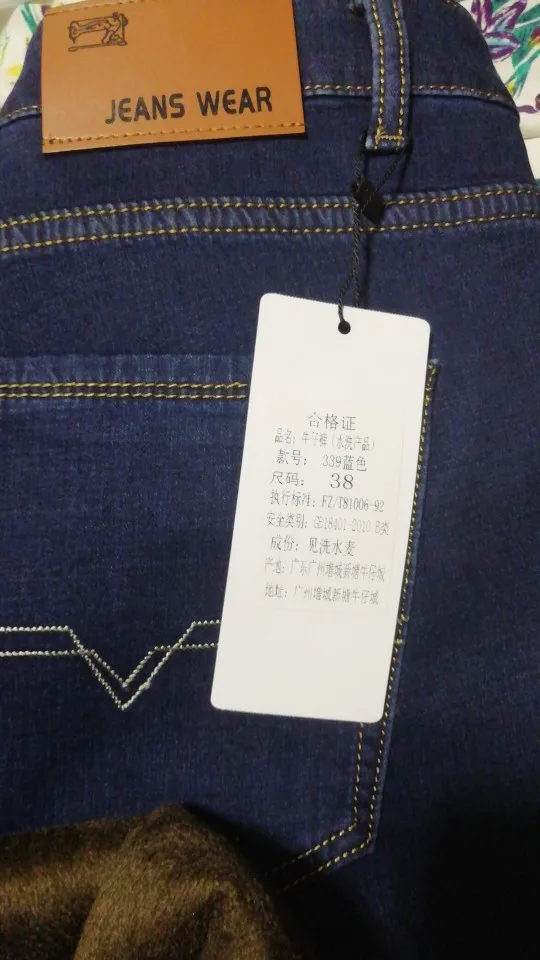 JEANS WEAR
合格证
品名：牛仔裤（水洗产品）
款号： 339蓝色
尺码： 38
执行标准：FZ/T81006-92
安全类别：GB18401-2010 B类
成份：见洗水麦
产地：广东广州增城新塘牛仔城
地址：广州增城新塘牛仔城